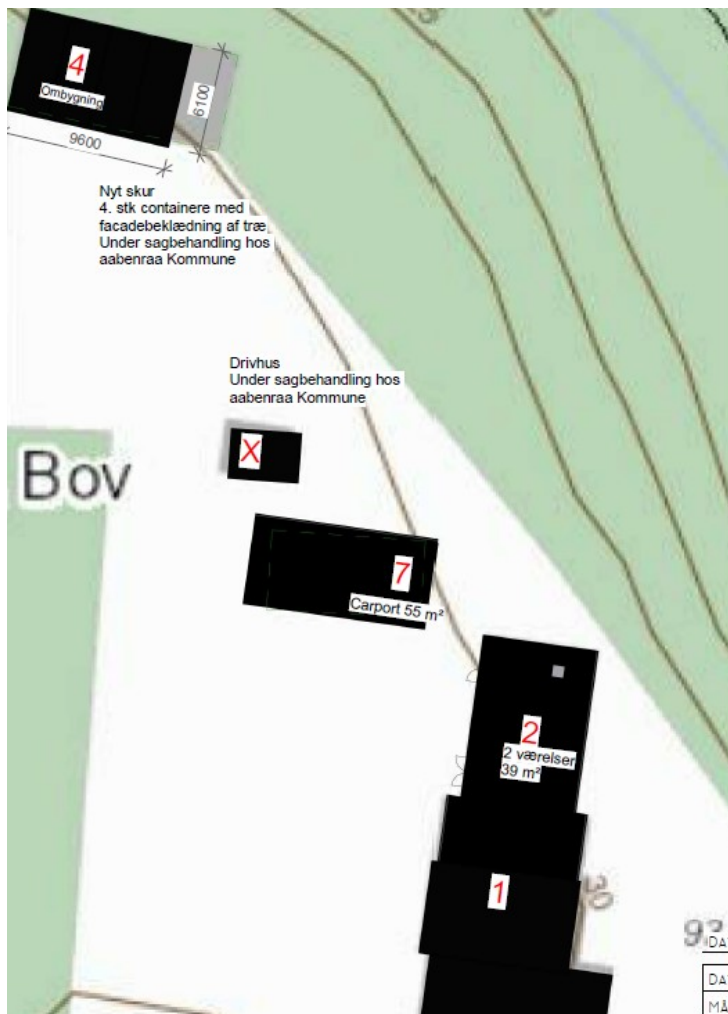 4
Ombygning
6100
9600
Nyt skur
4. stk containere med
facadebeklædning af træ
Under sagbehandling hos
aabenraa Kommune
Drivhus
Under sagbehandling hos
aabenraa Kommune
X
Bov
7
Carport 55 m²
2
2 værelser
39 m²
1
30
DA
DA
MÅ